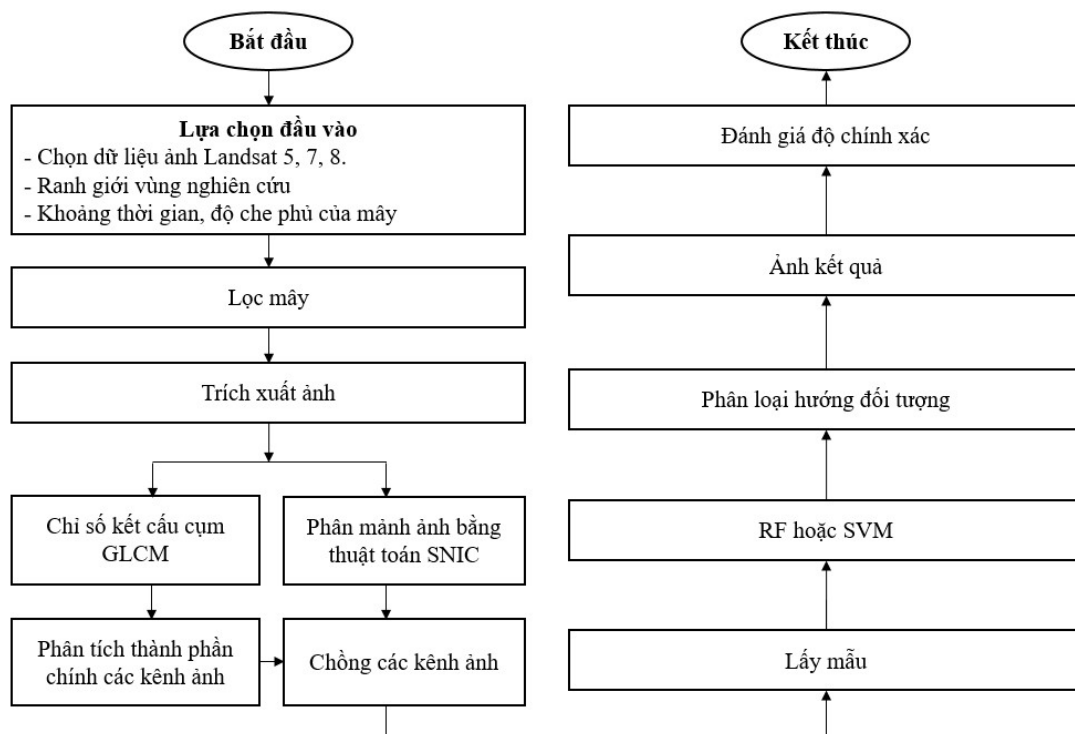 Bắt đầu
Lựa chọn đầu vào
- Chọn dữ liệu ảnh Landsat 5, 7, 8.
- Ranh giới vùng nghiên cứu
- Khoảng thời gian, độ che phủ của mây
Lọc mây
Trích xuất ảnh
Chỉ số kết cấu cụm
GLCM
Phân mảnh ảnh bằng
thuật toán SNIC
Phân tích thành phần
chính các kênh ảnh
Chồng các kênh ảnh
Kết thúc
Đánh giá độ chính xác
Ảnh kết quả
Phân loại hướng đối tượng
RF hoặc SVM
Lấy mẫu